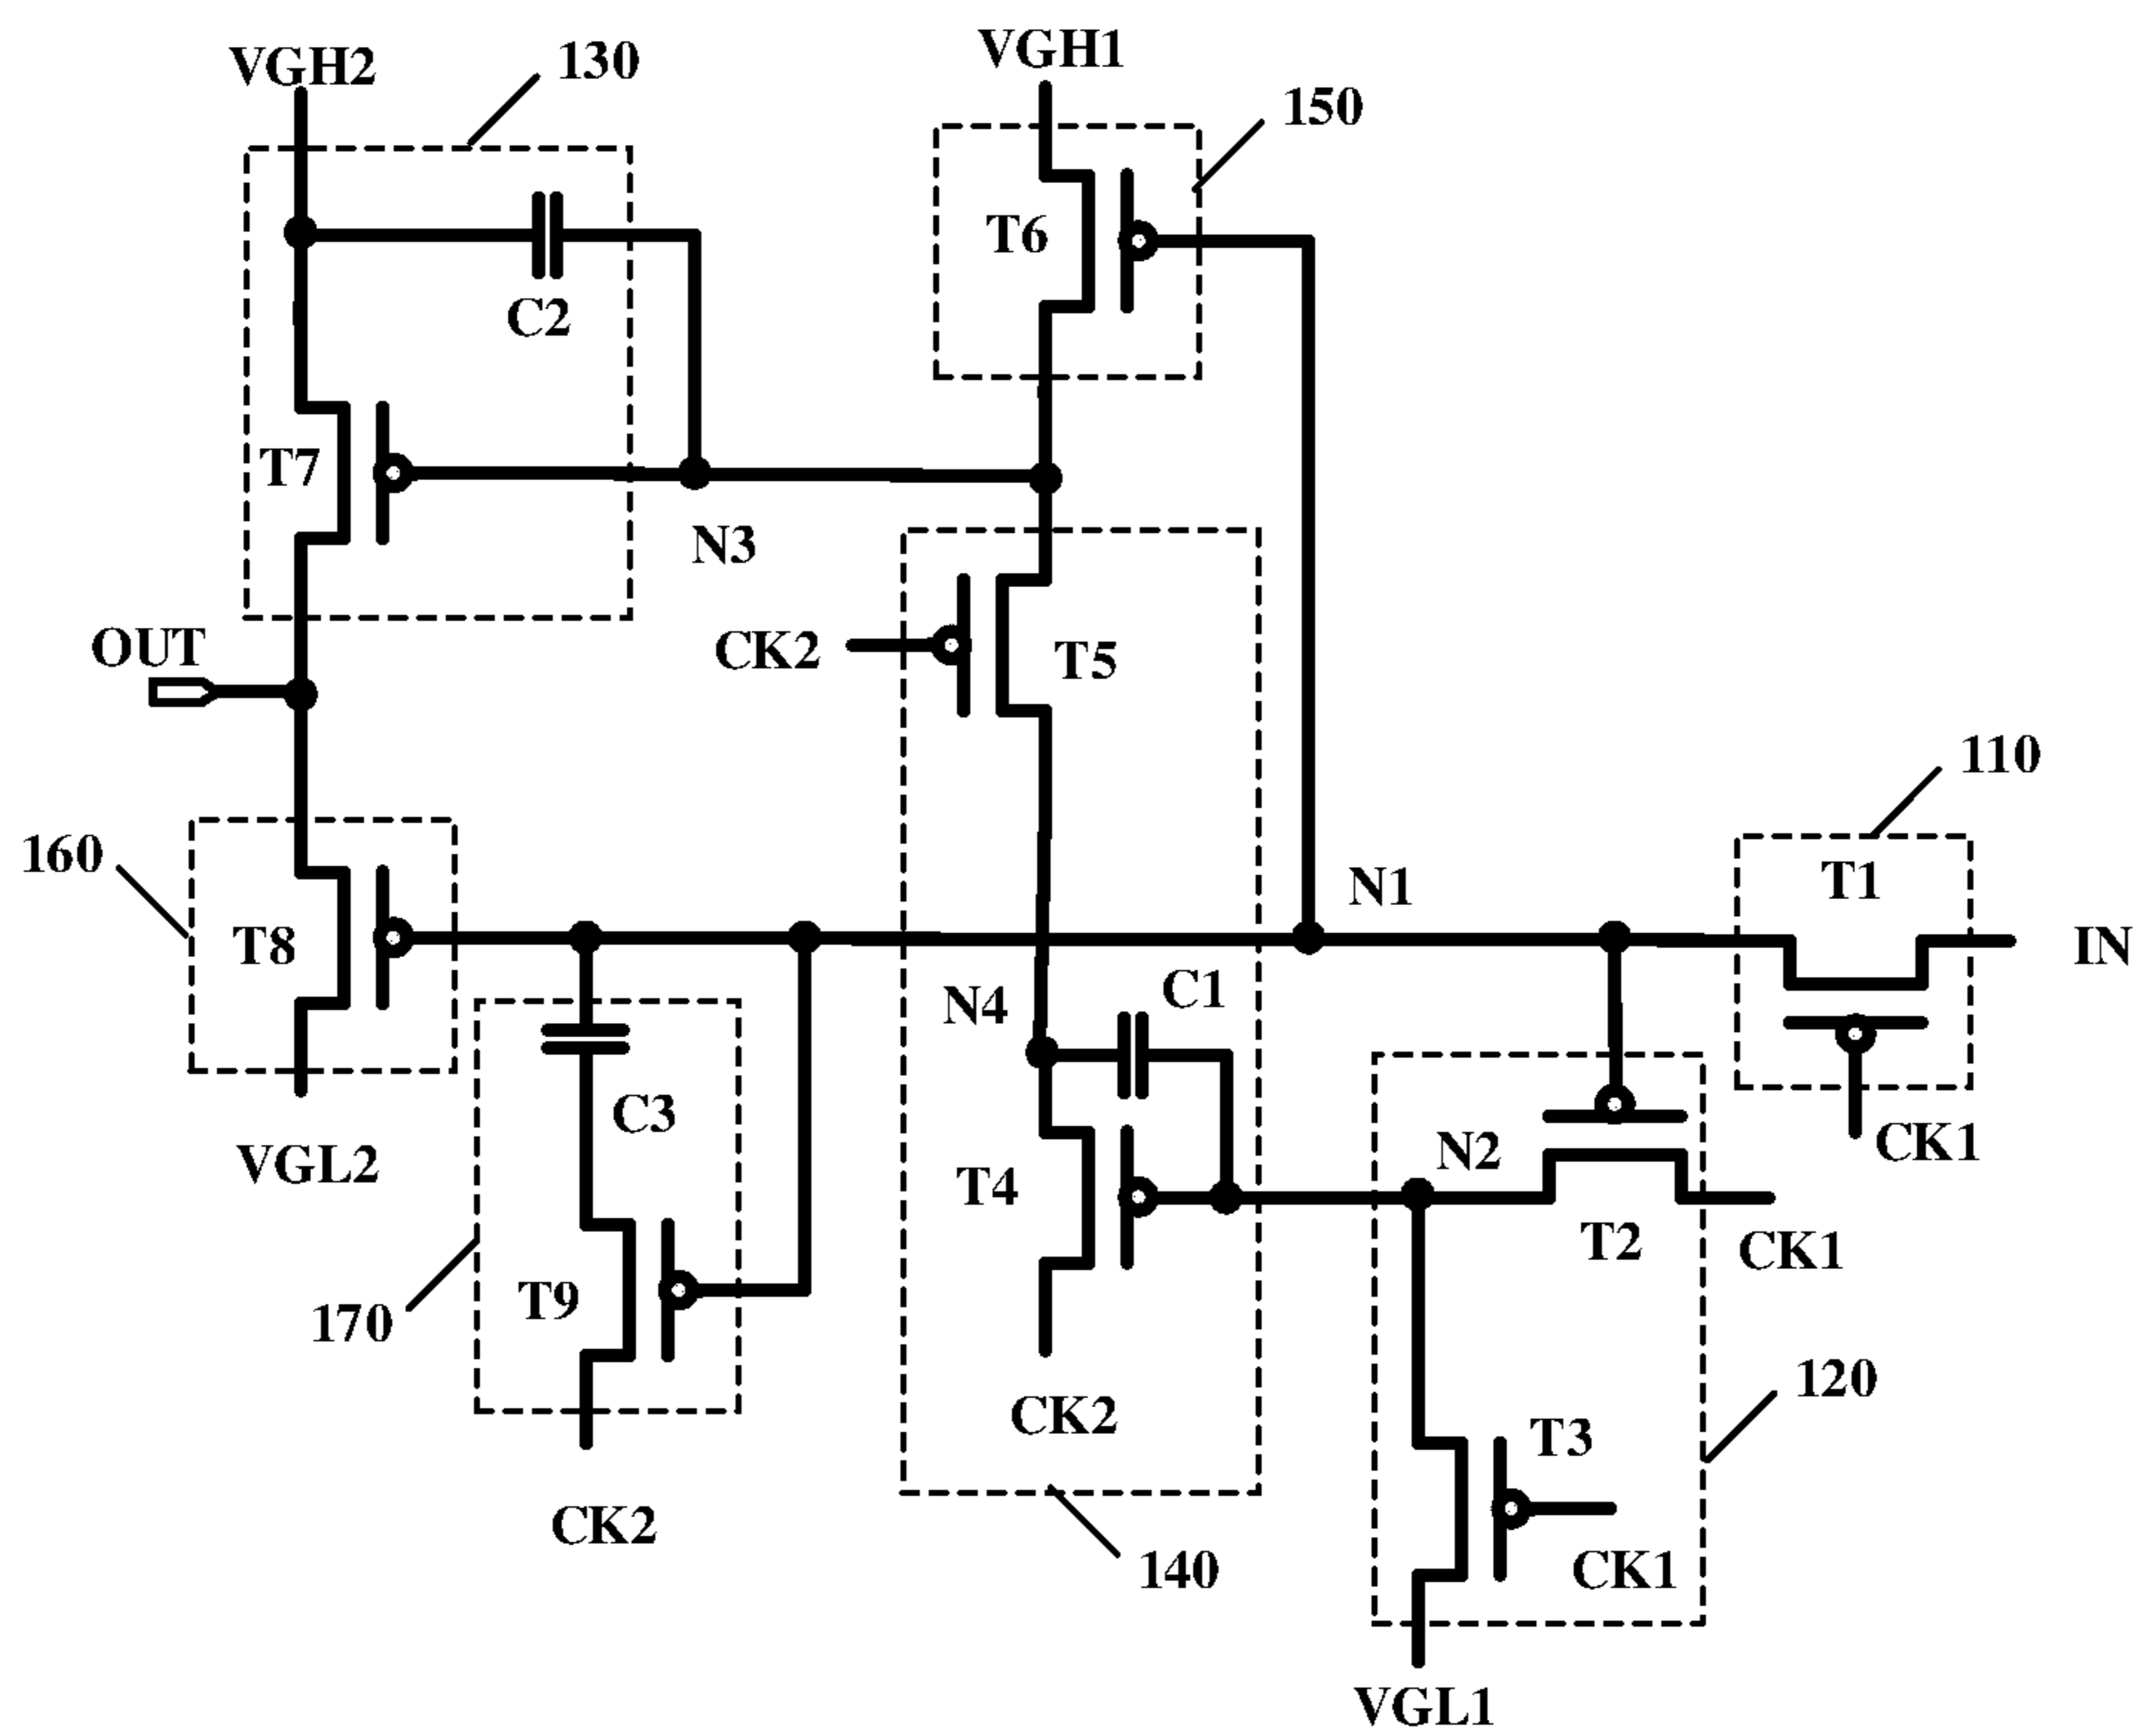 VGH2
130
VGH1
150
T6
C2
T7
N3
OUT
CK2
T5
110
160
T1
N1
T8
IN
N4
C1
C3
CK1
VGL2
N2
T4
T2
CK1
T9
170
120
CK2
T3
CK2
140
CK1
VGL1